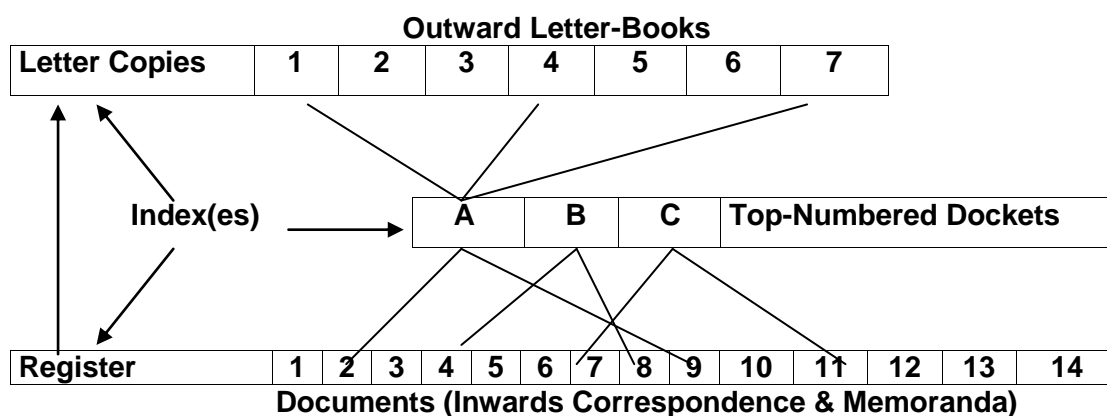 Outward Letter-Books
Letter Copies 1 2 3 4 5 6 7
Index(es) A B C Top-Numbered Dockets
Register 1 2 3 4 5 6 7 8 9 10 11 12 13 14
Documents (Inwards Correspondence & Memoranda)